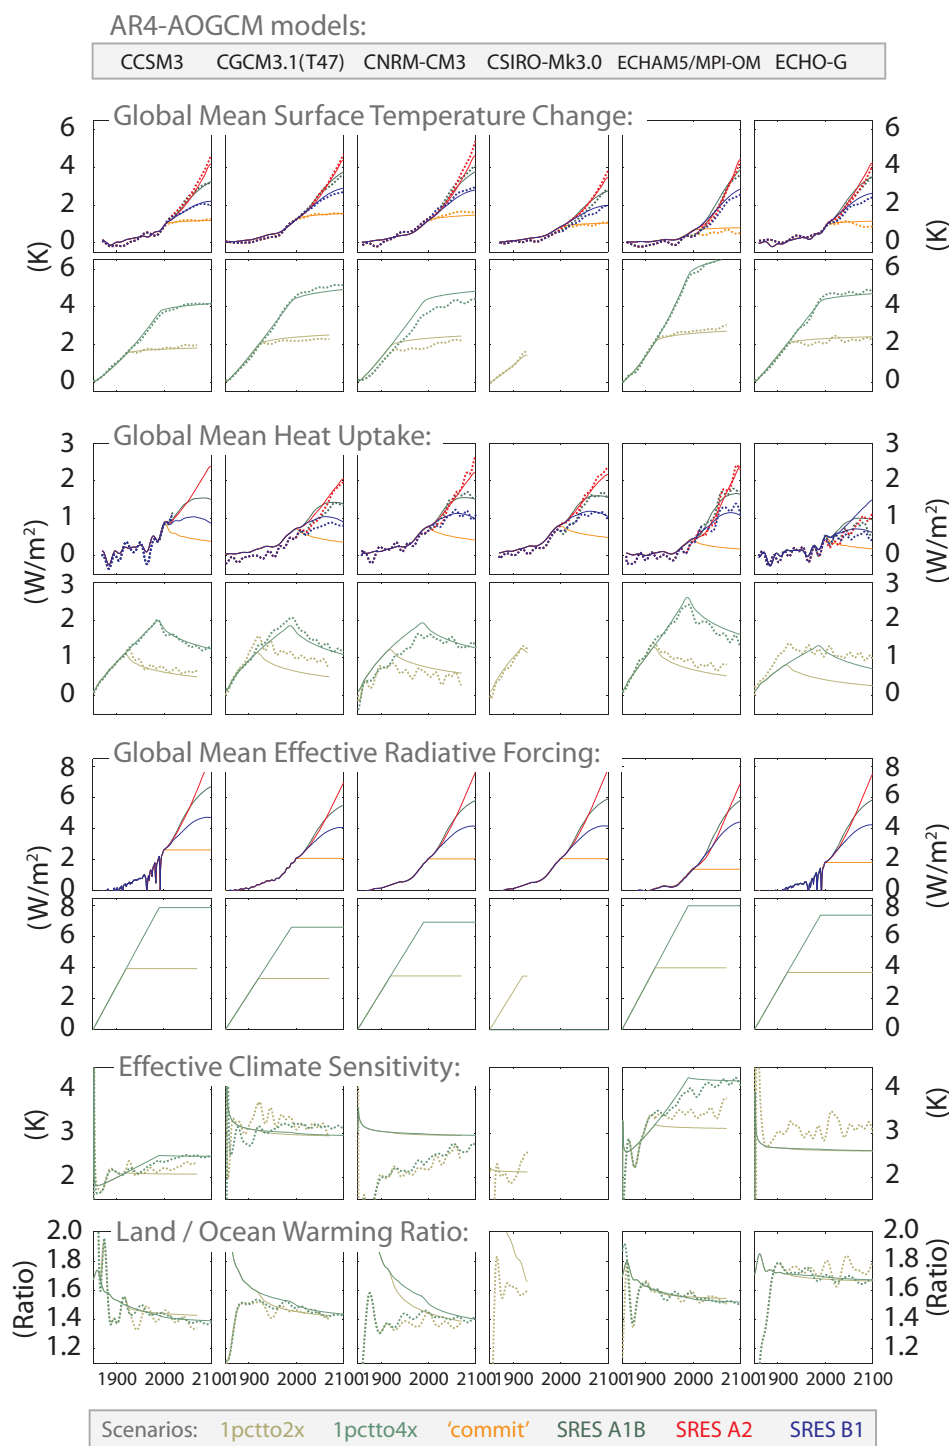 AR4-AOGCM models:
CCSM3 CGCM3.1(T47) CNRM-CM3 CSIRO-Mk3.0 ECHAM5/MPI-OM ECHO-G
Global Mean Surface Temperature Change:
6 6
4 4
2 2
0 0
(K) (K)
6 6
4 4
2 2
0 0
Global Mean Heat Uptake:
3 3
2 2
1 1
0 0
(W/m²) (W/m²)
3 3
2 2
1 1
0 0
Global Mean Effective Radiative Forcing:
8 8
6 6
4 4
2 2
0 0
(W/m²) (W/m²)
8 8
6 6
4 4
2 2
0 0
Effective Climate Sensitivity:
4 4
3 3
2 2
(K) (K)
Land / Ocean Warming Ratio:
2.0 2.0
1.8 1.8
1.6 1.6
1.4 1.4
1.2 1.2
(Ratio) (Ratio)
1900 2000 2100 1900 2000 2100 1900 2000 2100 1900 2000 2100 1900 2000 2100 1900 2000 2100
Scenarios: 1pctto2x 1pctto4x 'commit' SRES A1B SRES A2 SRES B1